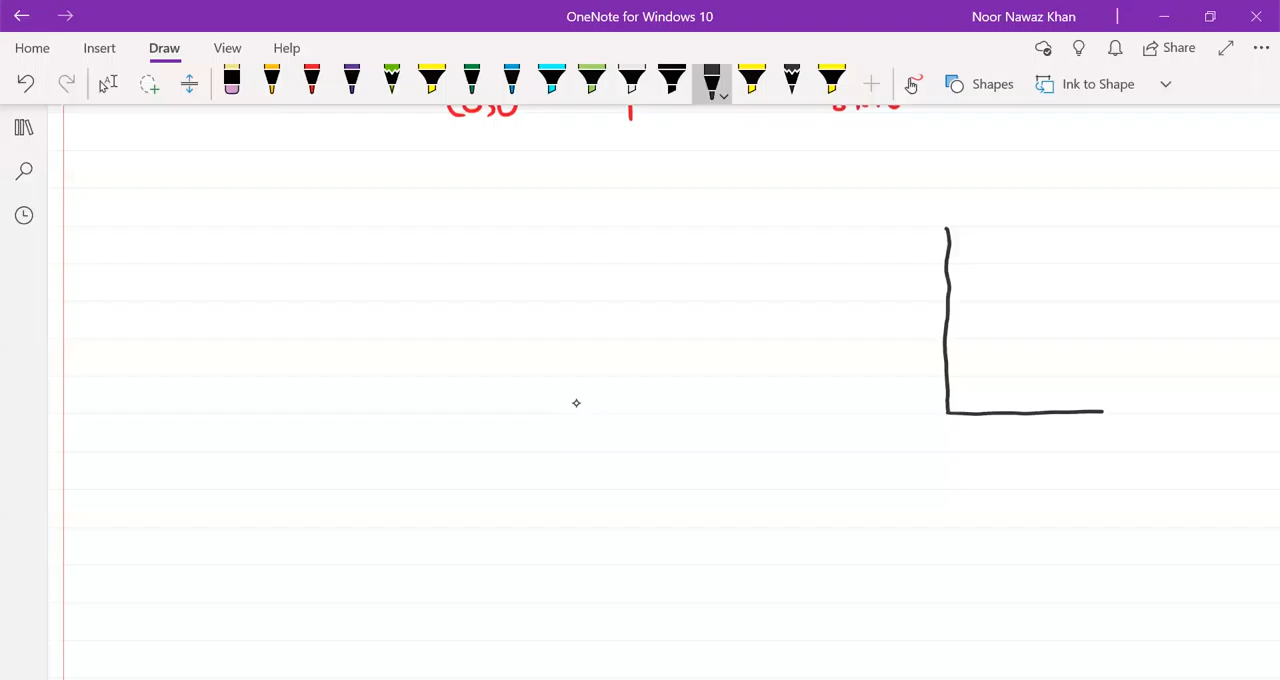 OneNote for Windows 10
Noor Nawaz Khan
Home Insert Draw View Help
Share
Shapes
Ink to Shape